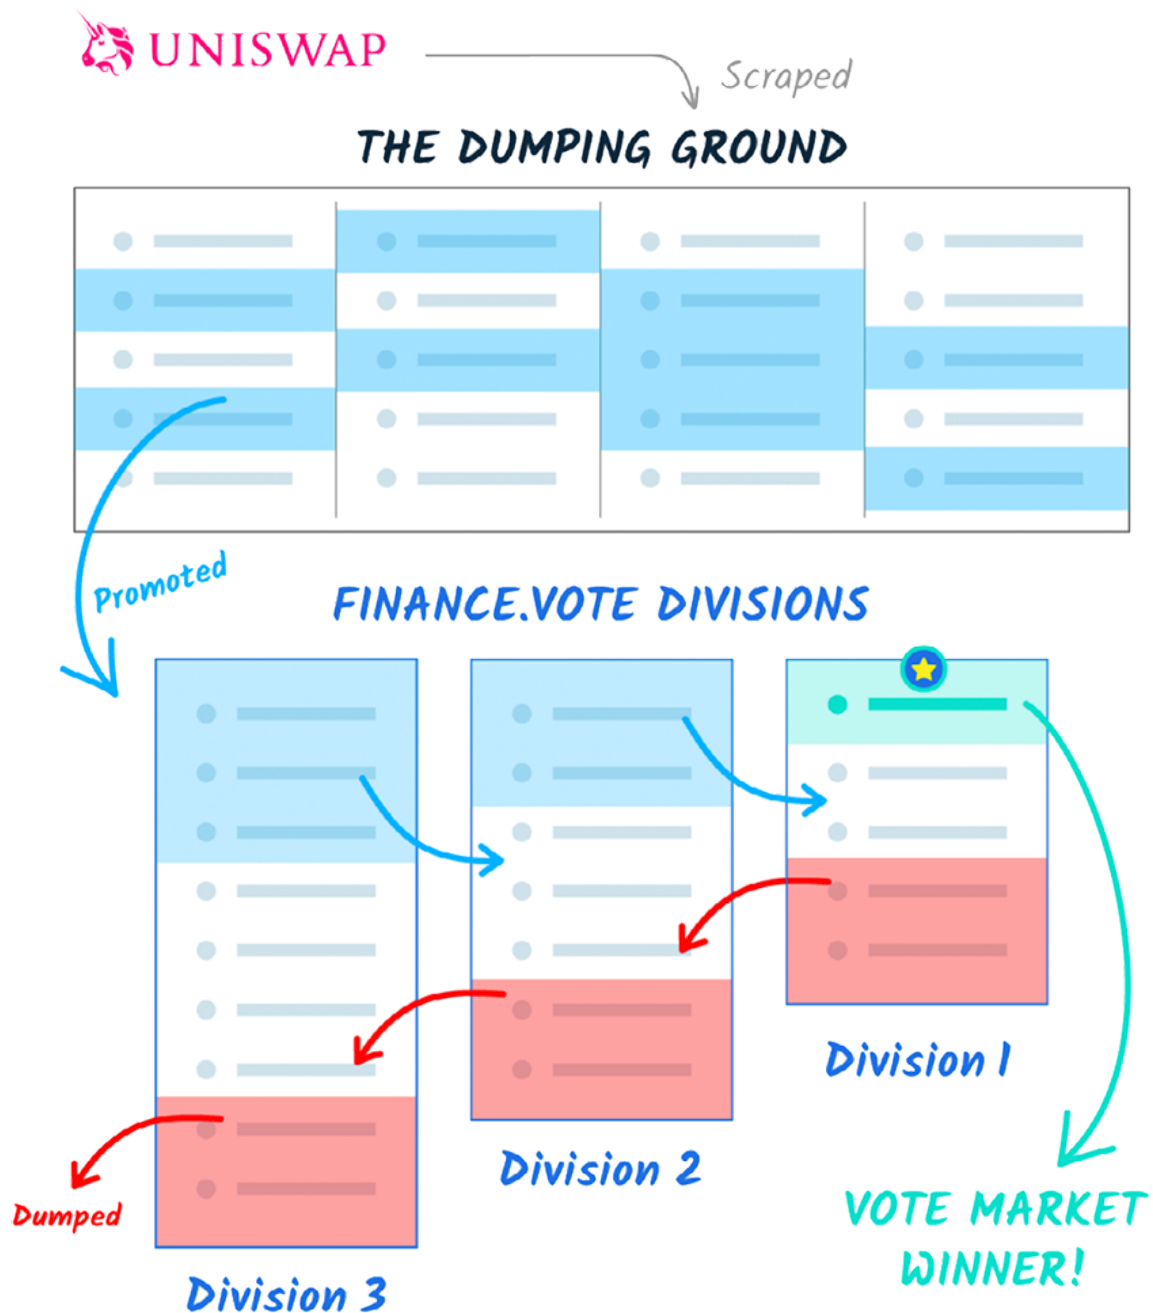 UNISWAP
Scraped
THE DUMPING GROUND
Promoted
FINANCE.VOTE DIVISIONS
Division 1
Division 2
Dumped
VOTE MARKET
WINNER!
Division 3